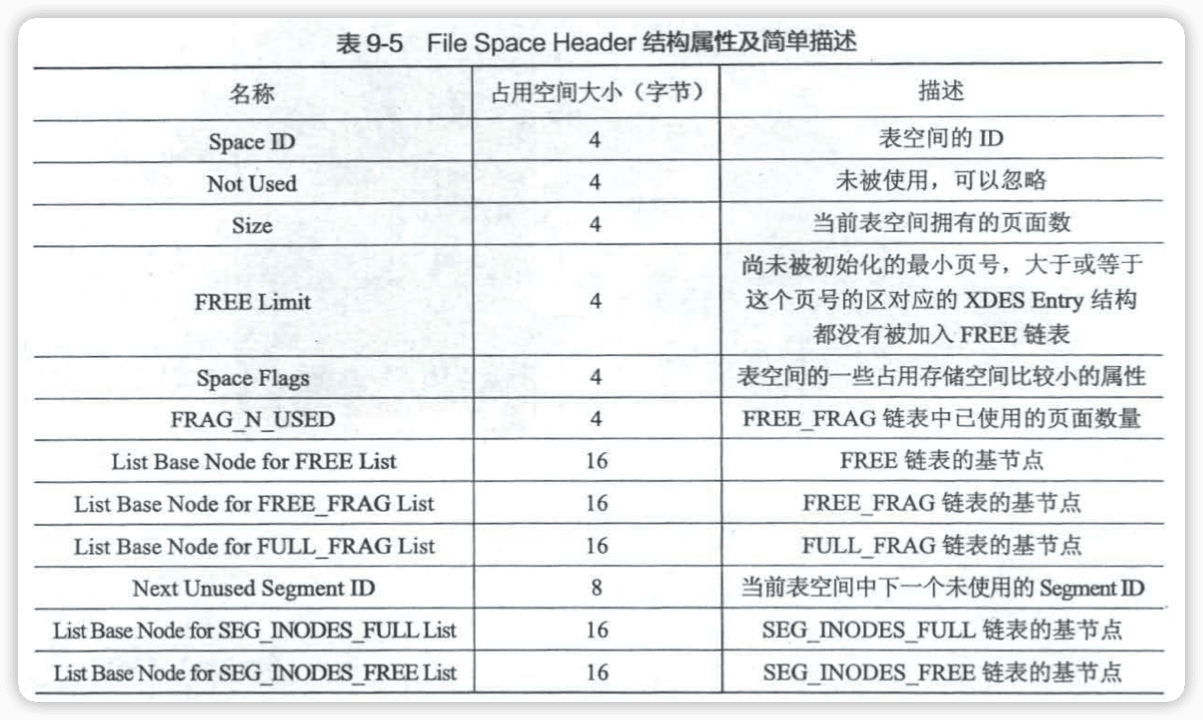 表 9-5 File Space Header 结构属性及简单描述
名称 占用空间大小（字节） 描述
Space ID 4 表空间的 ID
Not Used 4 未被使用，可以忽略
Size 4 当前表空间拥有的页面数
FREE Limit 4 尚未被初始化的最小页号，大于或等于
这个页号的区对应的 XDES Entry 结构
都没有被加入 FREE 链表
Space Flags 4 表空间的一些占用存储空间比较小的属性
FRAG_N_USED 4 FREE_FRAG 链表中已使用的页面数量
List Base Node for FREE List 16 FREE 链表的基节点
List Base Node for FREE_FRAG List 16 FREE_FRAG 链表的基节点
List Base Node for FULL_FRAG List 16 FULL_FRAG 链表的基节点
Next Unused Segment ID 8 当前表空间中下一个未使用的 Segment ID
List Base Node for SEG_INODES_FULL List 16 SEG_INODES_FULL 链表的基节点
List Base Node for SEG_INODES_FREE List 16 SEG_INODES_FREE 链表的基节点